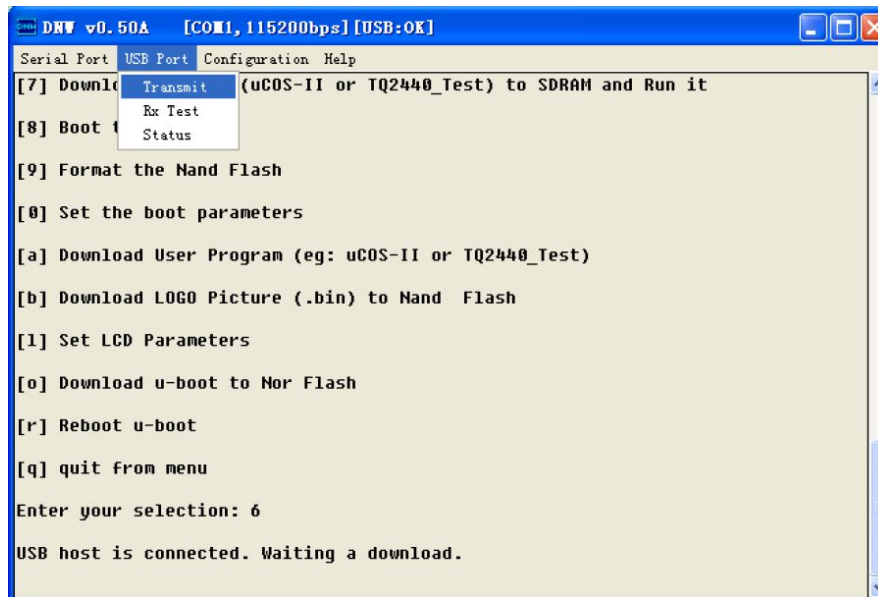 DNW v0.50A [COM1,115200bps][USB:OK]
Serial Port USB Port Configuration Help
Transmit
Rx Test
Status
[7] Downlo (uCOS-II or TQ2440_Test) to SDRAM and Run it
[8] Boot t
[9] Format the Nand Flash
[0] Set the boot parameters
[a] Download User Program (eg: uCOS-II or TQ2440_Test)
[b] Download LOGO Picture (.bin) to Nand  Flash
[l] Set LCD Parameters
[o] Download u-boot to Nor Flash
[r] Reboot u-boot
[q] quit from menu
Enter your selection: 6
USB host is connected. Waiting a download.